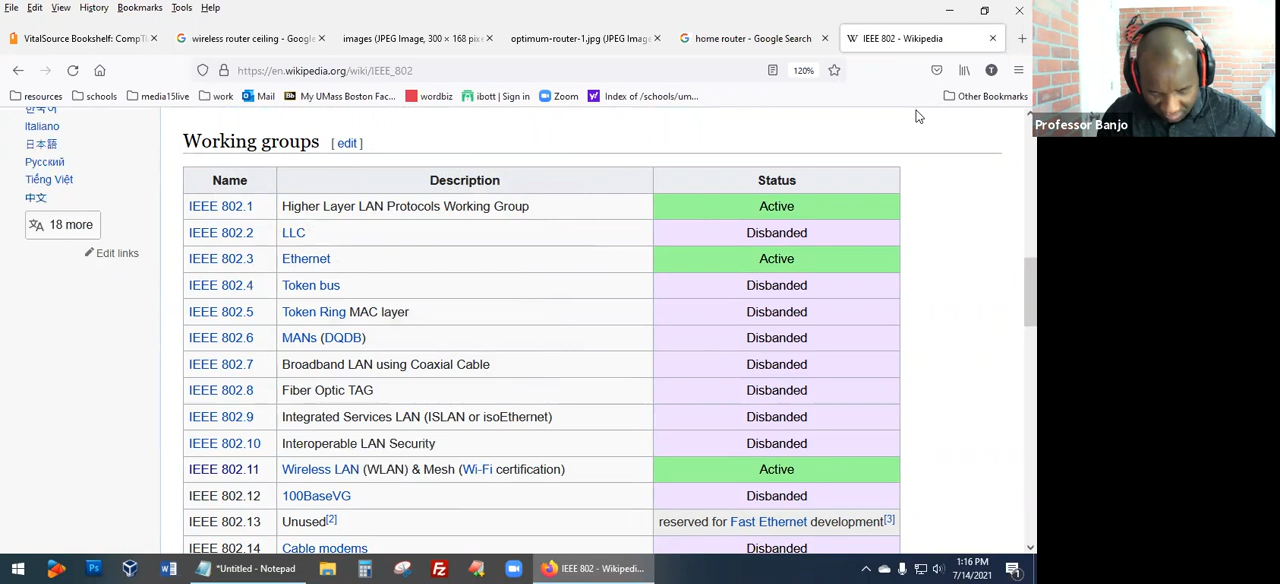 File Edit View History Bookmarks Tools Help
VitalSource Bookshelf: CompTI
wireless router ceiling - Google
images (JPEG Image, 300 × 168 pix
optimum-router-1.jpg (JPEG Imag
home router - Google Search
W IEEE 802 - Wikipedia
https://en.wikipedia.org/wiki/IEEE_802
120%
T
resources schools media15live work Mail Bb My UMass Boston Fac... wordbiz ibott | Sign in Zoom Index of /schools/um... Other Bookmarks
Professor Banjo
한국어
Italiano
日本語
Русский
Tiếng Việt
中文
18 more
Edit links
Working groups [ edit ]
Name Description Status
IEEE 802.1 Higher Layer LAN Protocols Working Group Active
IEEE 802.2 LLC Disbanded
IEEE 802.3 Ethernet Active
IEEE 802.4 Token bus Disbanded
IEEE 802.5 Token Ring MAC layer Disbanded
IEEE 802.6 MANs (DQDB) Disbanded
IEEE 802.7 Broadband LAN using Coaxial Cable Disbanded
IEEE 802.8 Fiber Optic TAG Disbanded
IEEE 802.9 Integrated Services LAN (ISLAN or isoEthernet) Disbanded
IEEE 802.10 Interoperable LAN Security Disbanded
IEEE 802.11 Wireless LAN (WLAN) & Mesh (Wi-Fi certification) Active
IEEE 802.12 100BaseVG Disbanded
IEEE 802.13 Unused[2] reserved for Fast Ethernet development[3]
IEEE 802.14 Cable modems Disbanded
*Untitled - Notepad
IEEE 802 - Wikipedi...
1:16 PM
7/14/2021